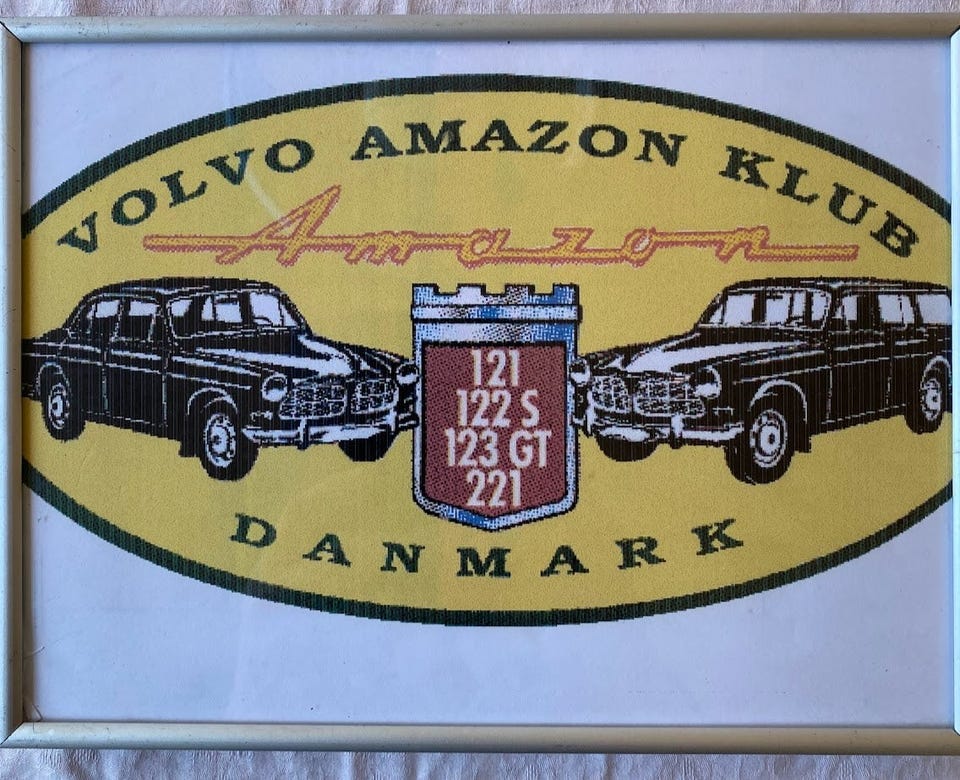 VOLVO AMAZON KLUB
Amazon
121
122 S
123 GT
221
DANMARK